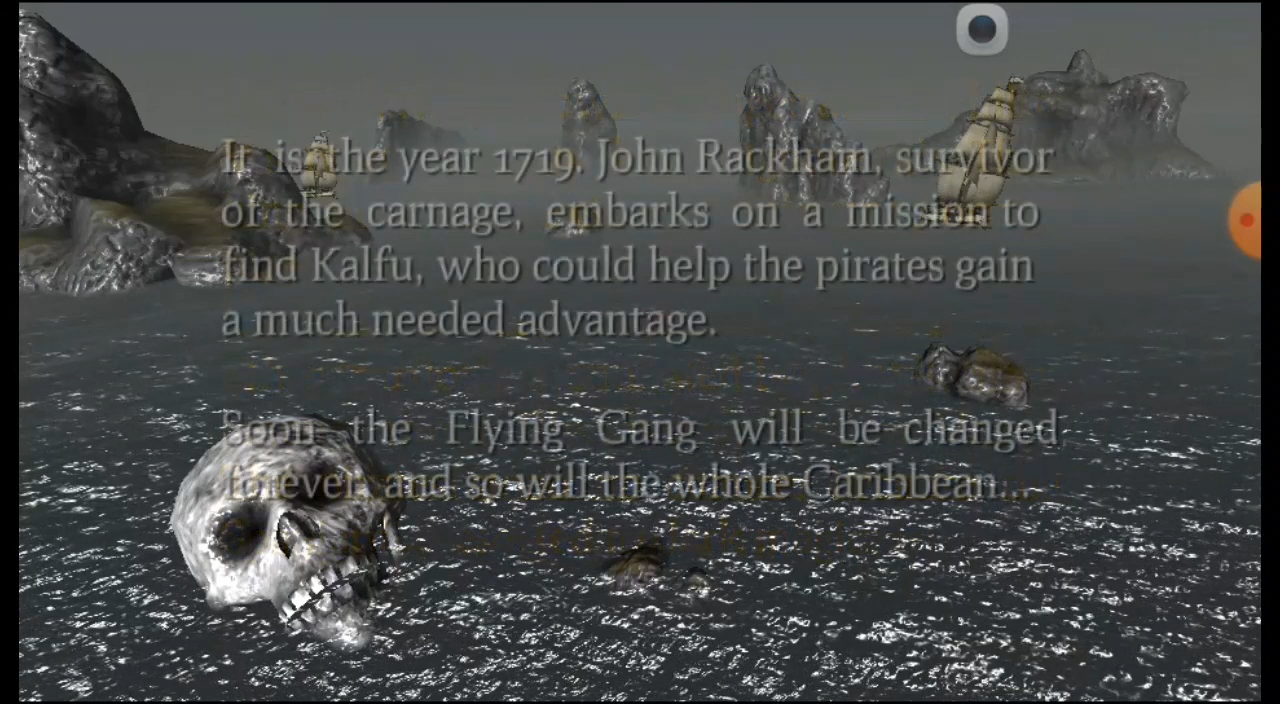 It is the year 1719. John Rackham, survivor
of the carnage, embarks on a mission to
find Kalfu, who could help the pirates gain
a much needed advantage.
Soon the Flying Gang will be changed
forever, and so will the whole Caribbean...